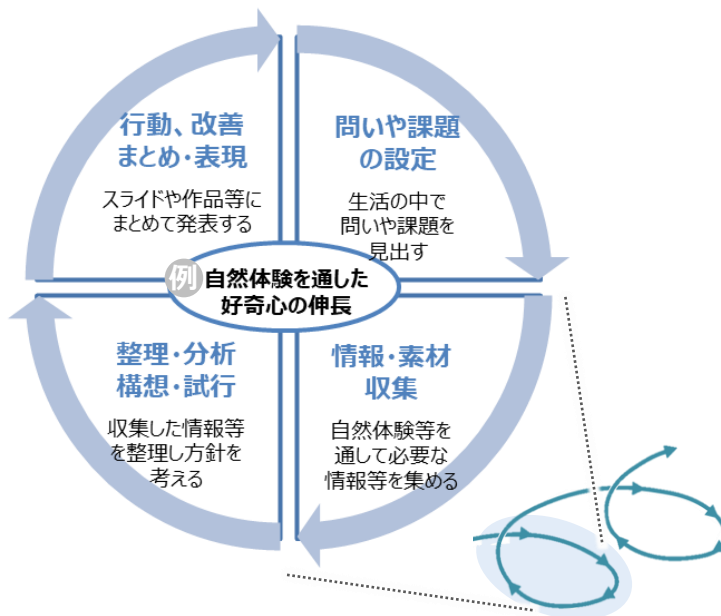 行動、改善
まとめ・表現
スライドや作品等に
まとめて発表する
問いや課題
の設定
生活の中で
問いや課題を
見出す
例
自然体験を通した
好奇心の伸長
整理・分析
構想・試行
収集した情報等
を整理し方針を
考える
情報・素材
収集
自然体験等を
通して必要な
情報等を集める